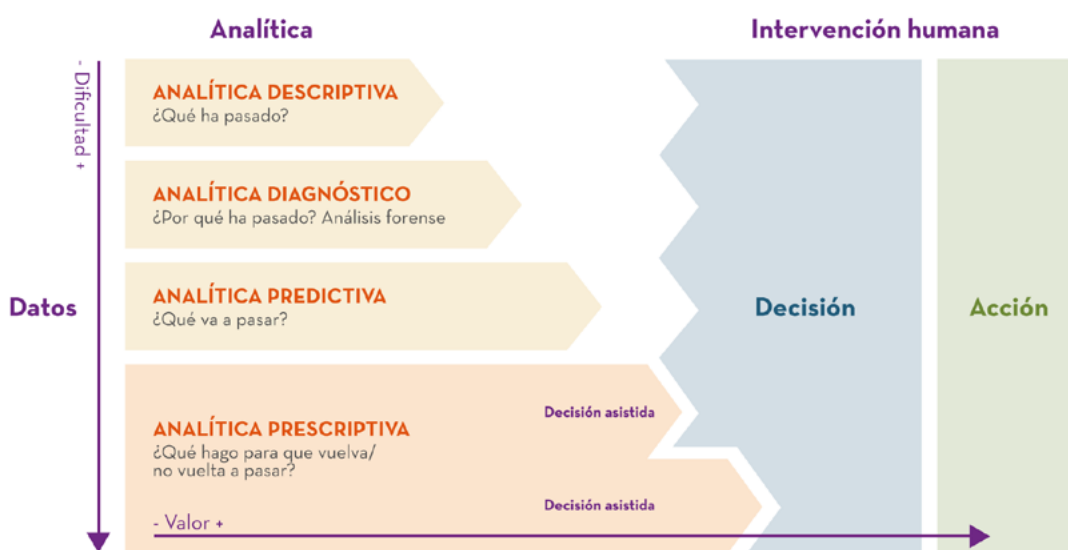 Analítica
Intervención humana
- Dificultad +
ANALÍTICA DESCRIPTIVA
¿Qué ha pasado?
ANALÍTICA DIAGNÓSTICO
¿Por qué ha pasado? Análisis forense
Datos
ANALÍTICA PREDICTIVA
¿Qué va a pasar?
Decisión
Acción
Decisión asistida
ANALÍTICA PRESCRIPTIVA
¿Qué hago para que vuelva/
no vuelta a pasar?
Decisión asistida
- Valor +